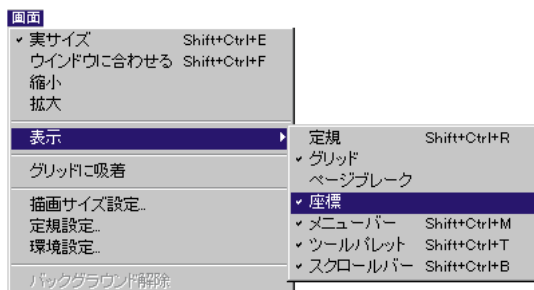 画面
✓ 実サイズ Shift+Ctrl+E
ウインドウに合わせる Shift+Ctrl+F
縮小
拡大
表示
グリッドに吸着
描画サイズ設定...
定規設定...
環境設定...
バックグラウンド解除
定規 Shift+Ctrl+R
✓ グリッド
ページブレーク
✓ 座標
✓ メニューバー Shift+Ctrl+M
✓ ツールパレット Shift+Ctrl+T
✓ スクロールバー Shift+Ctrl+B